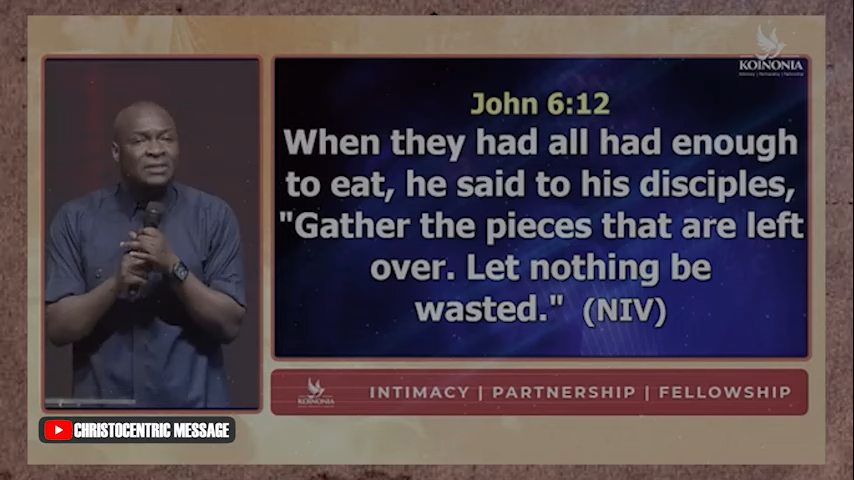 KOINONIA
John 6:12
When they had all had enough
to eat, he said to his disciples,
"Gather the pieces that are left
over. Let nothing be
wasted." (NIV)
KOINONIA
INTIMACY | PARTNERSHIP | FELLOWSHIP
CHRISTOCENTRIC MESSAGE